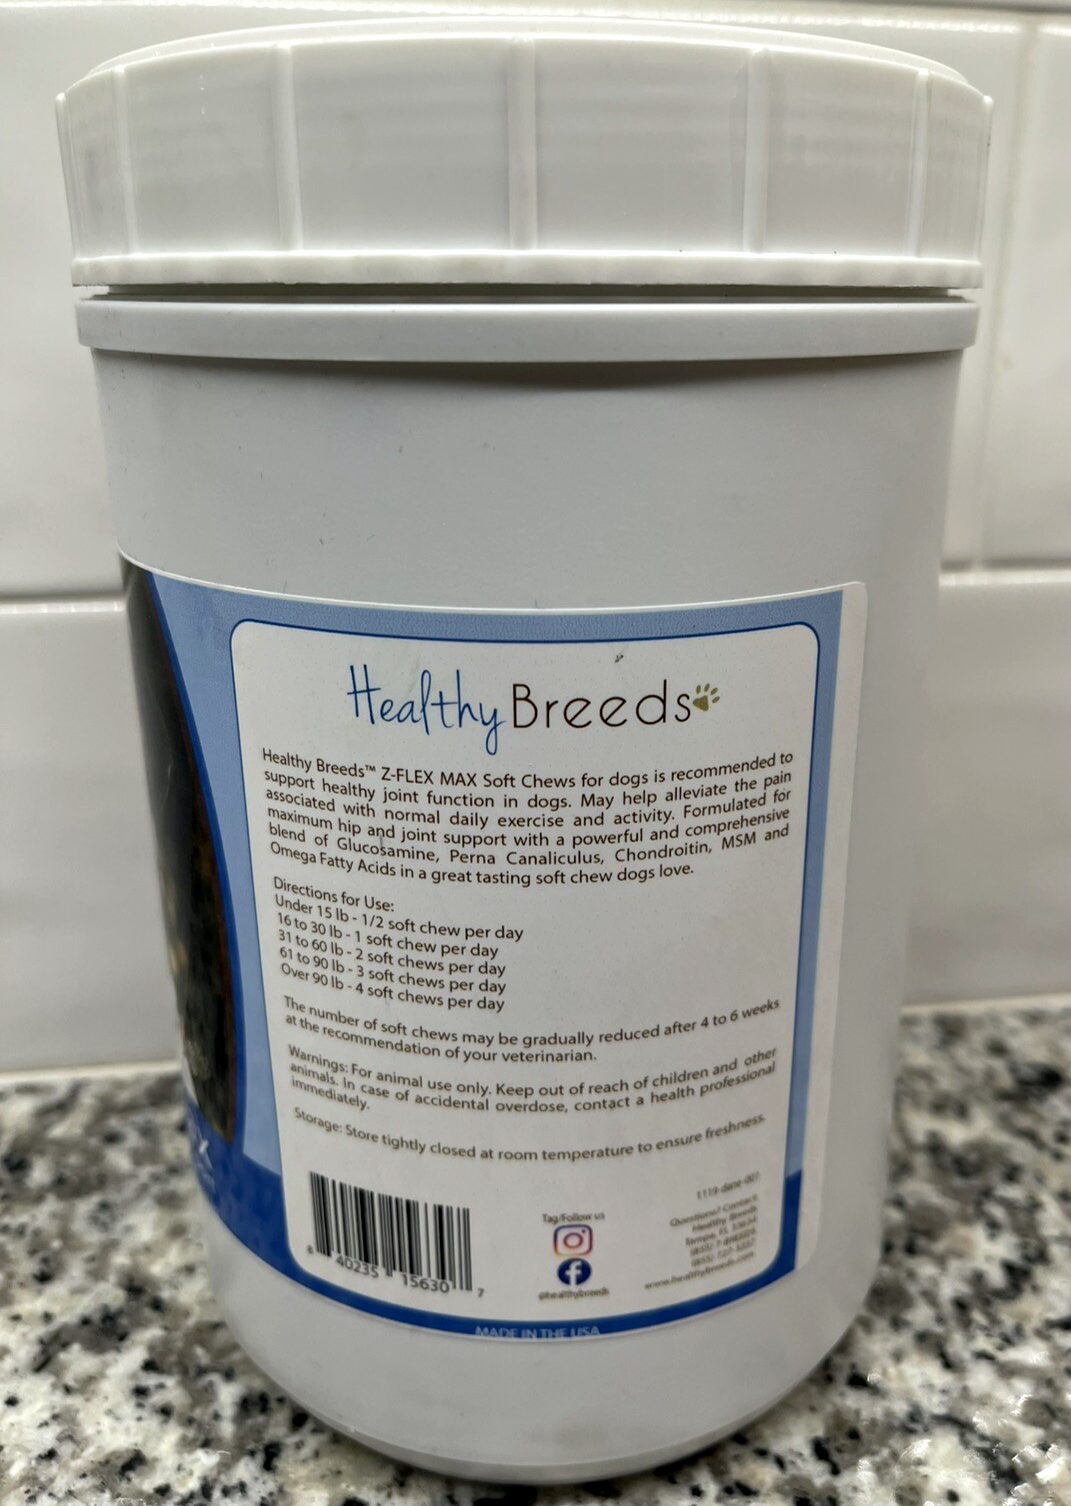 Healthy Breeds
Healthy Breeds™ Z-FLEX MAX Soft Chews for dogs is recommended to
support healthy joint function in dogs. May help alleviate the pain
associated with normal daily exercise and activity. Formulated for
maximum hip and joint support with a powerful and comprehensive
blend of Glucosamine, Perna Canaliculus, Chondroitin, MSM and
Omega Fatty Acids in a great tasting soft chew dogs love.
Directions for Use:
Under 15 lb - 1/2 soft chew per day
16 to 30 lb - 1 soft chew per day
31 to 60 lb - 2 soft chews per day
61 to 90 lb - 3 soft chews per day
Over 90 lb - 4 soft chews per day
The number of soft chews may be gradually reduced after 4 to 6 weeks
at the recommendation of your veterinarian.
Warnings: For animal use only. Keep out of reach of children and other
animals. In case of accidental overdose, contact a health professional
immediately.
Storage: Store tightly closed at room temperature to ensure freshness.
8 40235 15630 7
Tag/Follow us
@healthybreeds
1119-dane-001
Questions? Contact:
Healthy Breeds
Tampa, FL
www.healthybreeds.com
MADE IN THE USA